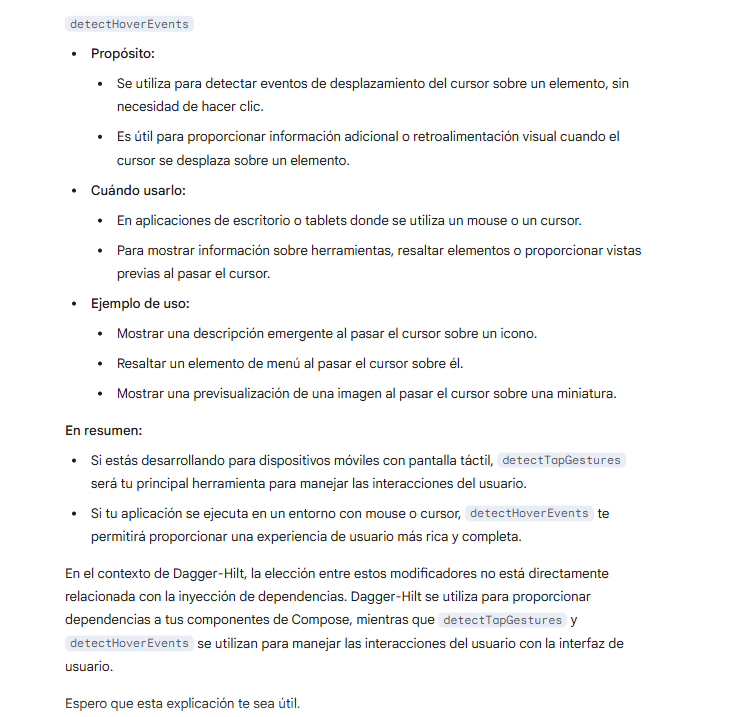 detectHoverEvents
• Propósito:
• Se utiliza para detectar eventos de desplazamiento del cursor sobre un elemento, sin
necesidad de hacer clic.
• Es útil para proporcionar información adicional o retroalimentación visual cuando el
cursor se desplaza sobre un elemento.
• Cuándo usarlo:
• En aplicaciones de escritorio o tablets donde se utiliza un mouse o un cursor.
• Para mostrar información sobre herramientas, resaltar elementos o proporcionar vistas
previas al pasar el cursor.
• Ejemplo de uso:
• Mostrar una descripción emergente al pasar el cursor sobre un icono.
• Resaltar un elemento de menú al pasar el cursor sobre él.
• Mostrar una previsualización de una imagen al pasar el cursor sobre una miniatura.
En resumen:
• Si estás desarrollando para dispositivos móviles con pantalla táctil, detectTapGestures
será tu principal herramienta para manejar las interacciones del usuario.
• Si tu aplicación se ejecuta en un entorno con mouse o cursor, detectHoverEvents te
permitirá proporcionar una experiencia de usuario más rica y completa.
En el contexto de Dagger-Hilt, la elección entre estos modificadores no está directamente
relacionada con la inyección de dependencias. Dagger-Hilt se utiliza para proporcionar
dependencias a tus componentes de Compose, mientras que detectTapGestures y
detectHoverEvents se utilizan para manejar las interacciones del usuario con la interfaz de
usuario.
Espero que esta explicación te sea útil.